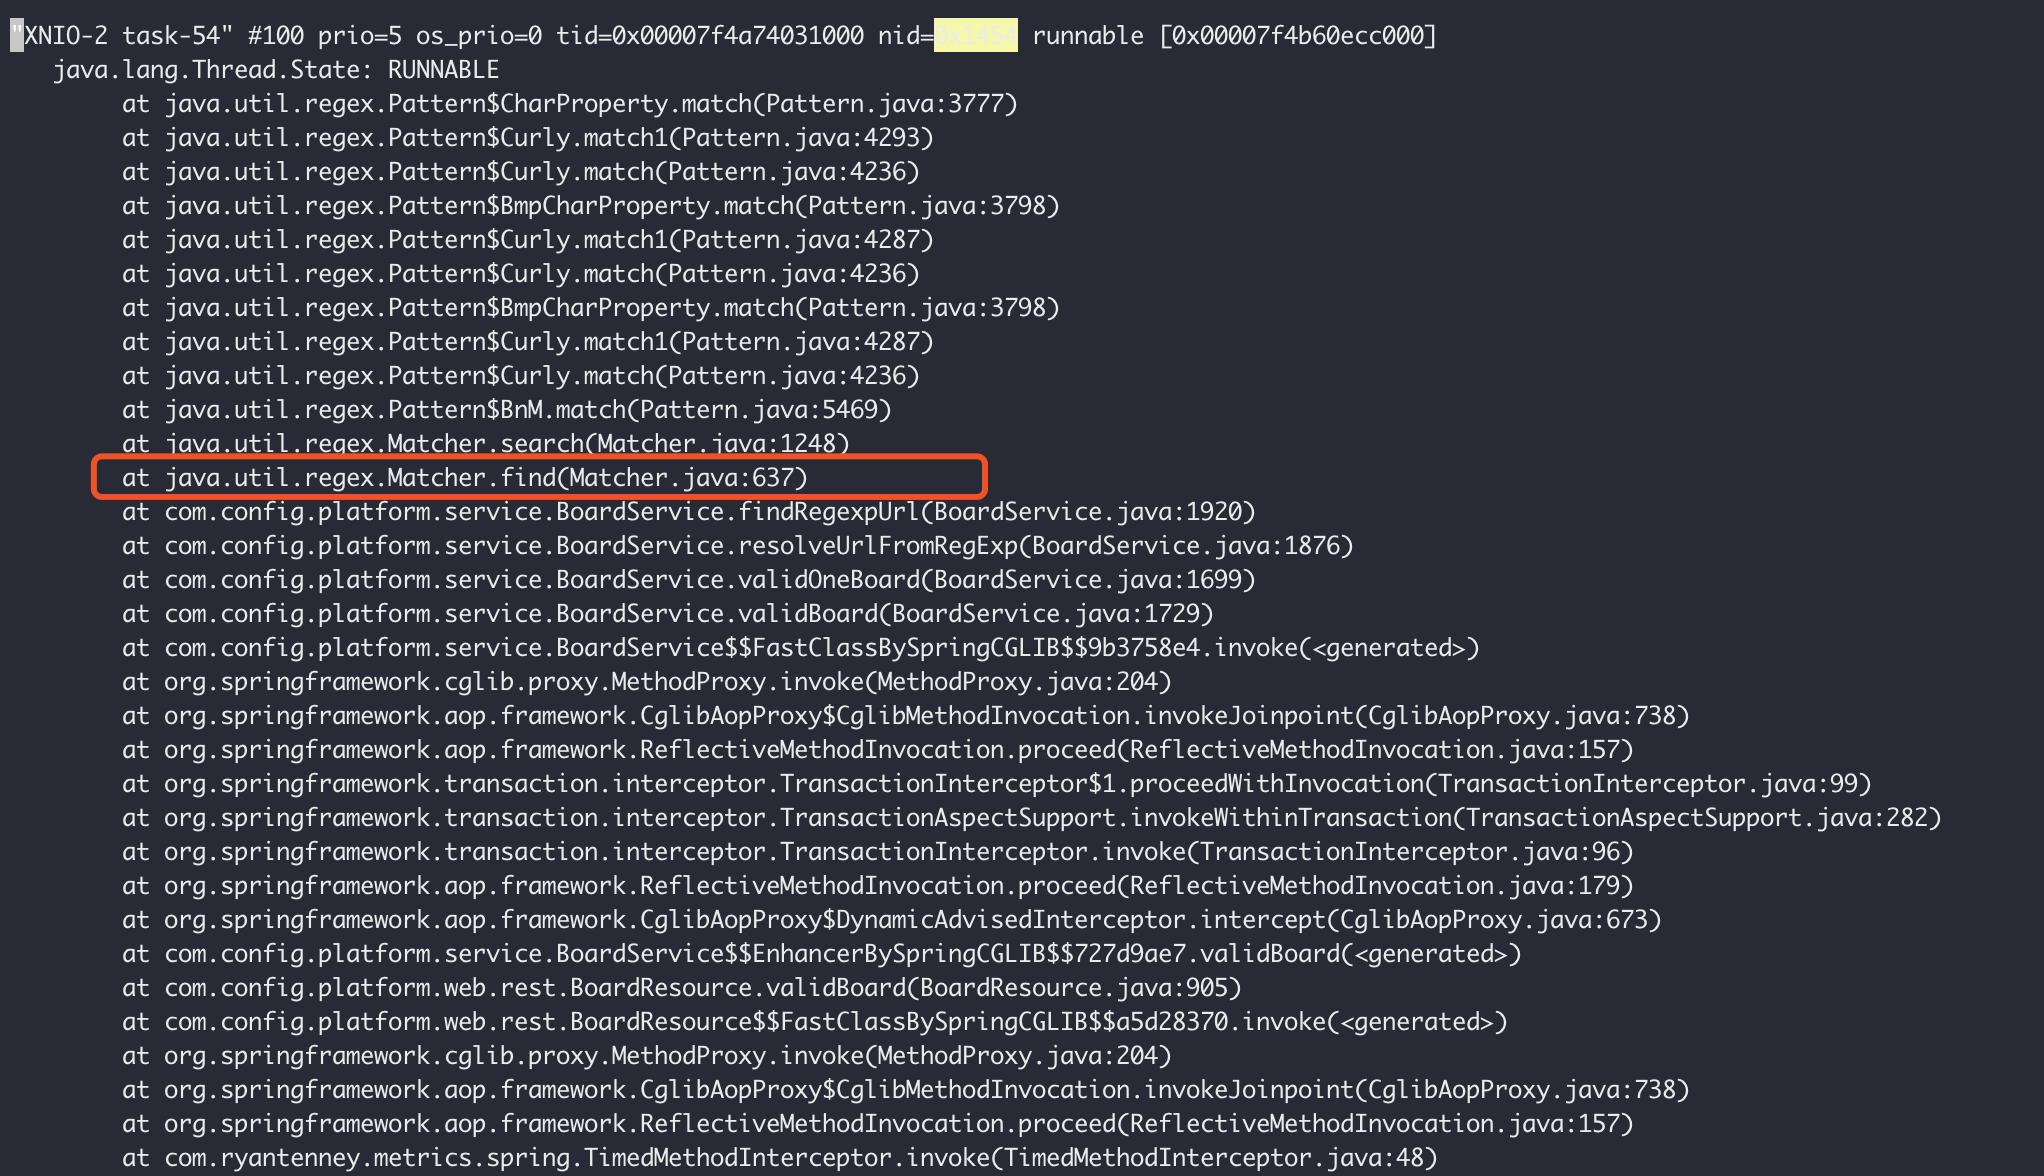 "XNIO-2 task-54" #100 prio=5 os_prio=0 tid=0x00007f4a74031000 nid= runnable [0x00007f4b60ecc000]
java.lang.Thread.State: RUNNABLE
at java.util.regex.Pattern$CharProperty.match(Pattern.java:3777)
at java.util.regex.Pattern$Curly.match1(Pattern.java:4293)
at java.util.regex.Pattern$Curly.match(Pattern.java:4236)
at java.util.regex.Pattern$BmpCharProperty.match(Pattern.java:3798)
at java.util.regex.Pattern$Curly.match1(Pattern.java:4287)
at java.util.regex.Pattern$Curly.match(Pattern.java:4236)
at java.util.regex.Pattern$BmpCharProperty.match(Pattern.java:3798)
at java.util.regex.Pattern$Curly.match1(Pattern.java:4287)
at java.util.regex.Pattern$Curly.match(Pattern.java:4236)
at java.util.regex.Pattern$BnM.match(Pattern.java:5469)
at java.util.regex.Matcher.search(Matcher.java:1248)
at java.util.regex.Matcher.find(Matcher.java:637)
at com.config.platform.service.BoardService.findRegexpUrl(BoardService.java:1920)
at com.config.platform.service.BoardService.resolveUrlFromRegExp(BoardService.java:1876)
at com.config.platform.service.BoardService.validOneBoard(BoardService.java:1699)
at com.config.platform.service.BoardService.validBoard(BoardService.java:1729)
at com.config.platform.service.BoardService$$FastClassBySpringCGLIB$$9b3758e4.invoke(<generated>)
at org.springframework.cglib.proxy.MethodProxy.invoke(MethodProxy.java:204)
at org.springframework.aop.framework.CglibAopProxy$CglibMethodInvocation.invokeJoinpoint(CglibAopProxy.java:738)
at org.springframework.aop.framework.ReflectiveMethodInvocation.proceed(ReflectiveMethodInvocation.java:157)
at org.springframework.transaction.interceptor.TransactionInterceptor$1.proceedWithInvocation(TransactionInterceptor.java:99)
at org.springframework.transaction.interceptor.TransactionAspectSupport.invokeWithinTransaction(TransactionAspectSupport.java:282)
at org.springframework.transaction.interceptor.TransactionInterceptor.invoke(TransactionInterceptor.java:96)
at org.springframework.aop.framework.ReflectiveMethodInvocation.proceed(ReflectiveMethodInvocation.java:179)
at org.springframework.aop.framework.CglibAopProxy$DynamicAdvisedInterceptor.intercept(CglibAopProxy.java:673)
at com.config.platform.service.BoardService$$EnhancerBySpringCGLIB$$727d9ae7.validBoard(<generated>)
at com.config.platform.web.rest.BoardResource.validBoard(BoardResource.java:905)
at com.config.platform.web.rest.BoardResource$$FastClassBySpringCGLIB$$a5d28370.invoke(<generated>)
at org.springframework.cglib.proxy.MethodProxy.invoke(MethodProxy.java:204)
at org.springframework.aop.framework.CglibAopProxy$CglibMethodInvocation.invokeJoinpoint(CglibAopProxy.java:738)
at org.springframework.aop.framework.ReflectiveMethodInvocation.proceed(ReflectiveMethodInvocation.java:157)
at com.ryantenney.metrics.spring.TimedMethodInterceptor.invoke(TimedMethodInterceptor.java:48)